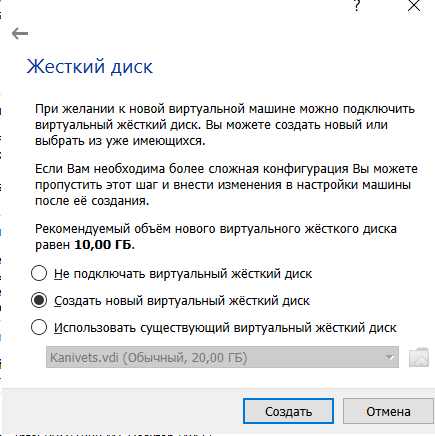 ?
Жесткий диск
При желании к новой виртуальной машине можно подключить
виртуальный жёсткий диск. Вы можете создать новый или
выбрать из уже имеющихся.
Если Вам необходима более сложная конфигурация Вы можете
пропустить этот шаг и внести изменения в настройки машины
после её создания.
Рекомендуемый объём нового виртуального жёсткого диска
равен 10,00 ГБ.
Не подключать виртуальный жёсткий диск
Создать новый виртуальный жёсткий диск
Использовать существующий виртуальный жёсткий диск
Kanivets.vdi (Обычный, 20,00 ГБ)
Создать
Отмена